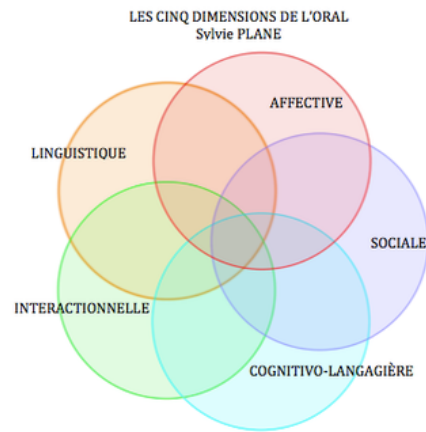 LES CINQ DIMENSIONS DE L'ORAL
Sylvie PLANE
AFFECTIVE
LINGUISTIQUE
SOCIALE
INTERACTIONNELLE
COGNITIVO-LANGAGIÈRE